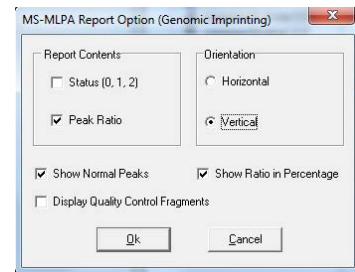 MS-MLPA Report Option (Genomic Imprinting)
Report Contents
Status (0, 1, 2)
Peak Ratio
Orientation
Horizontal
Vertical
Show Normal Peaks
Show Ratio in Percentage
Display Quality Control Fragments
Ok
Cancel